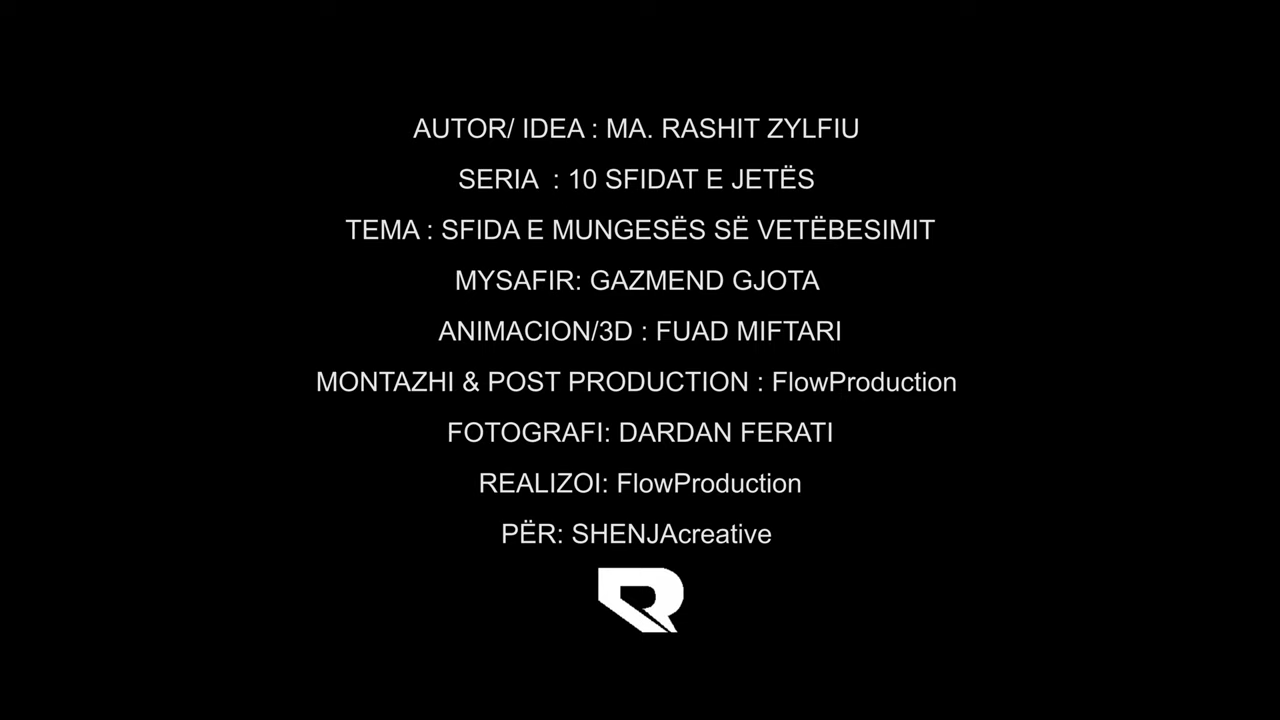 AUTOR/ IDEA : MA. RASHIT ZYLFIU
SERIA  : 10 SFIDAT E JETËS
TEMA : SFIDA E MUNGESËS SË VETËBESIMIT
MYSAFIR: GAZMEND GJOTA
ANIMACION/3D : FUAD MIFTARI
MONTAZHI & POST PRODUCTION : FlowProduction
FOTOGRAFI: DARDAN FERATI
REALIZOI: FlowProduction
PËR: SHENJAcreative